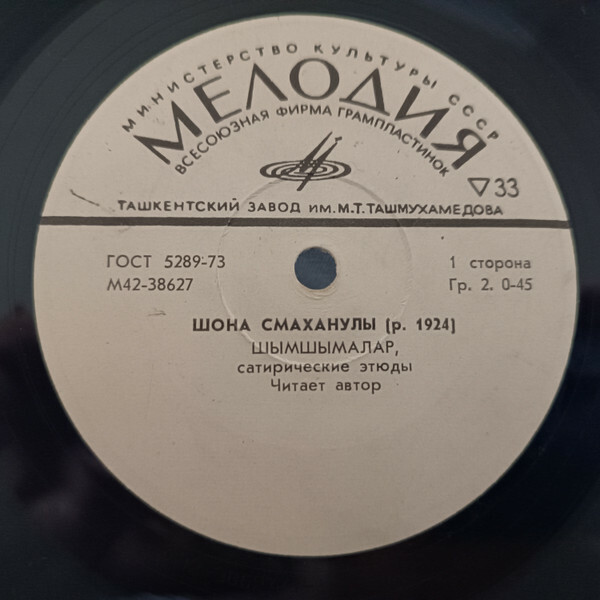 МИНИСТЕРСТВО КУЛЬТУРЫ СССР
МЕЛОДИЯ
ВСЕСОЮЗНАЯ ФИРМА ГРАМПЛАСТИНОК
▽33
ТАШКЕНТСКИЙ ЗАВОД ИМ. М.Т. ТАШМУХАМЕДОВА
ГОСТ 5289-73
1 сторона
М42-38627
Гр. 2. 0-45
ШОНА СМАХАНУЛЫ (р. 1924)
ШЫМШЫМАЛАР,
сатирические этюды
Читает автор